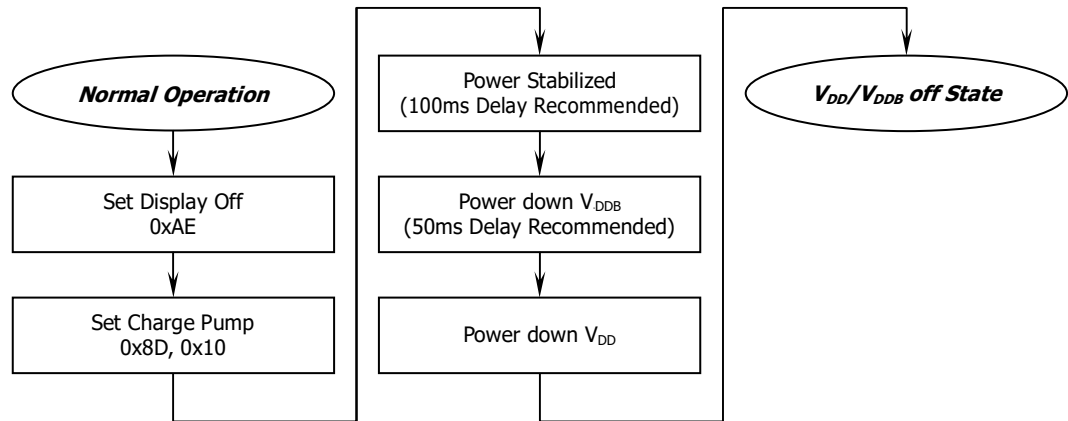 Normal Operation
Set Display Off
0xAE
Set Charge Pump
0x8D, 0x10
Power Stabilized
(100ms Delay Recommended)
Power down VDDB
(50ms Delay Recommended)
Power down VDD
VDD/VDDB off State